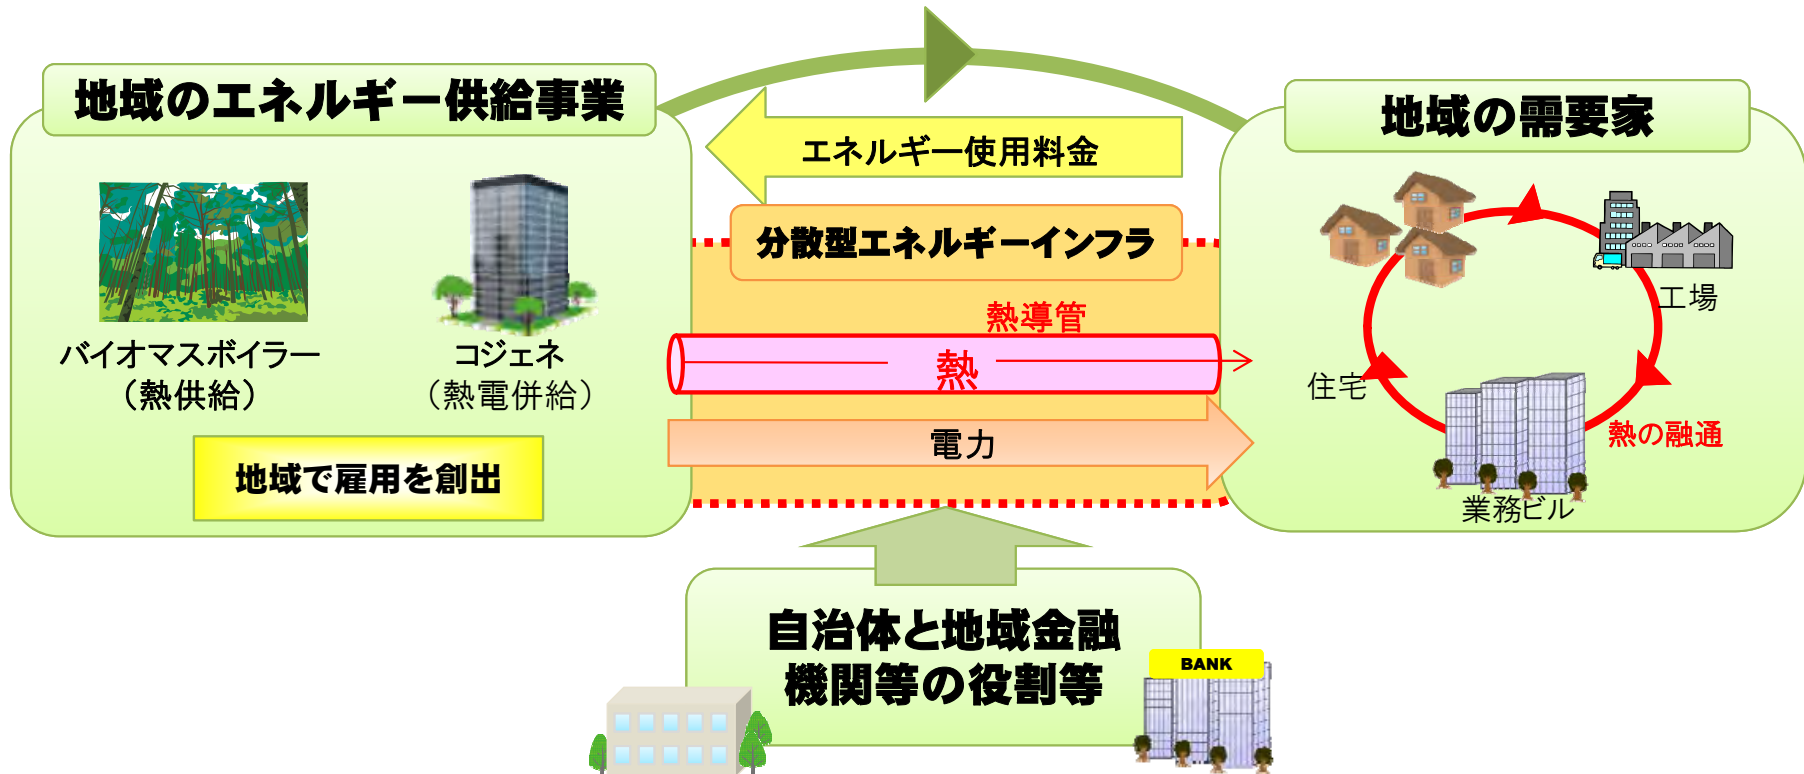 地域のエネルギー供給事業
バイオマスボイラー
（熱供給）
コジェネ
（熱電併給）
地域で雇用を創出
エネルギー使用料金
分散型エネルギーインフラ
熱導管
熱
電力
地域の需要家
工場
住宅
熱の融通
業務ビル
自治体と地域金融
機関等の役割等
BANK